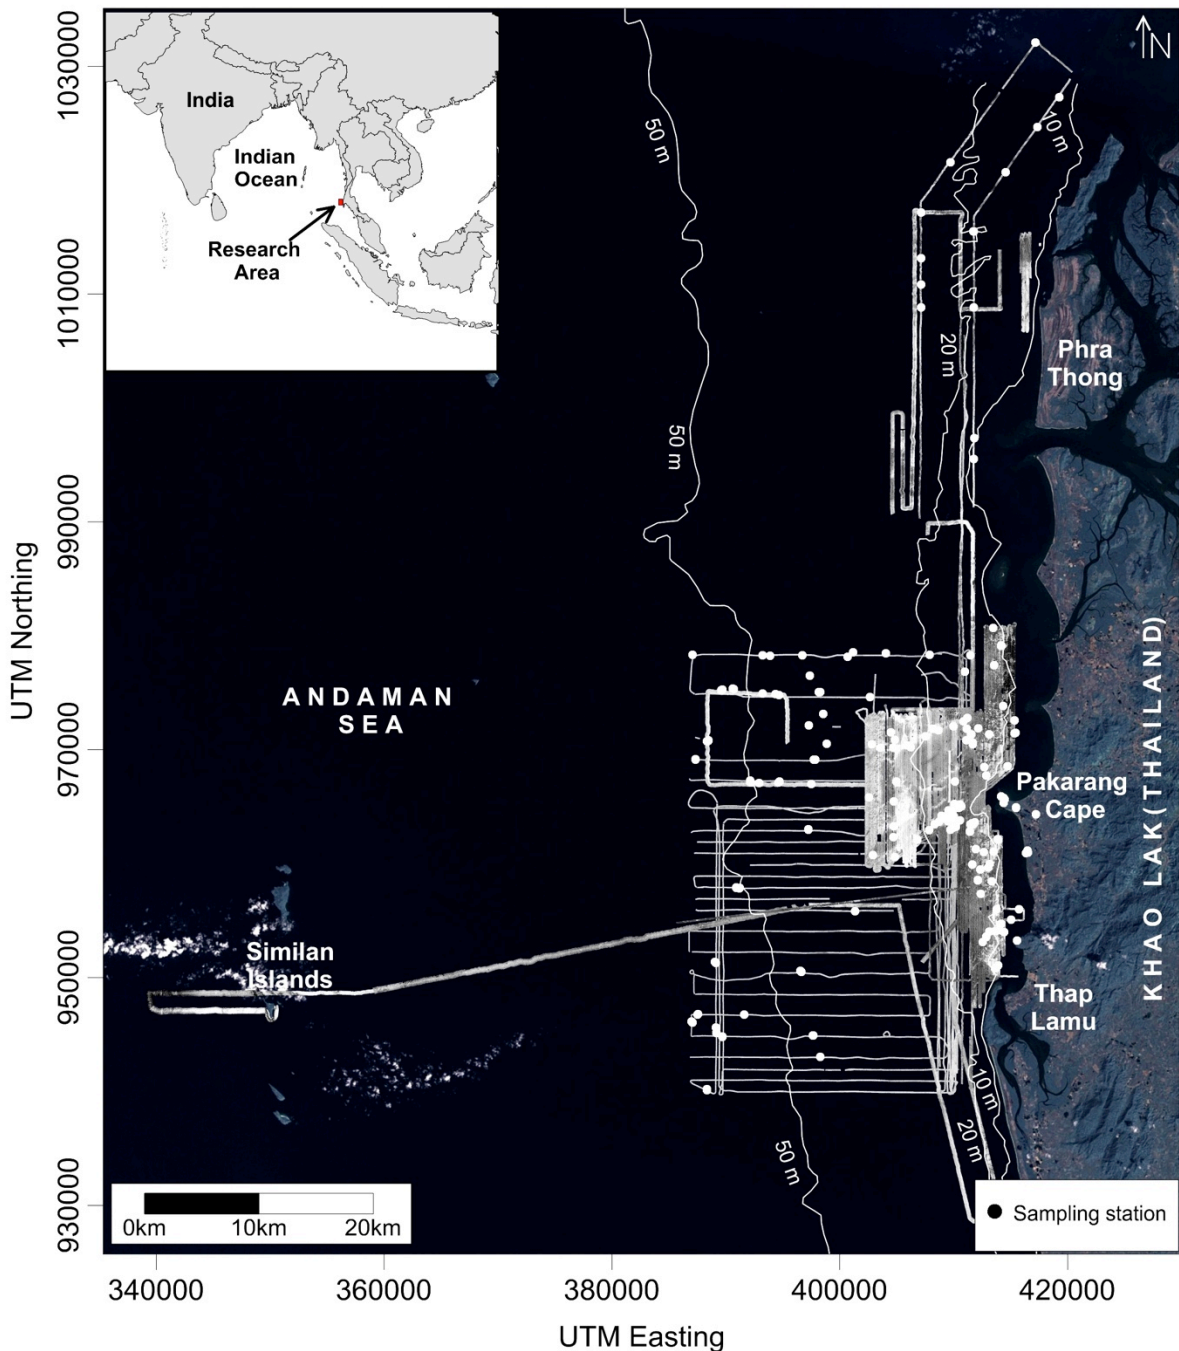 N
India
Indian
Ocean
Research
Area
50 m
10 m
20 m
50 m
Phra
Thong
ANDAMAN
SEA
Pakarang
Cape
KHAO LAK (THAILAND)
Similan
Islands
Thap
Lamu
10 m
20 m
50 m
0km
10km
20km
Sampling station
1030000
1010000
990000
970000
950000
930000
UTM Northing
340000
360000
380000
400000
420000
UTM Easting